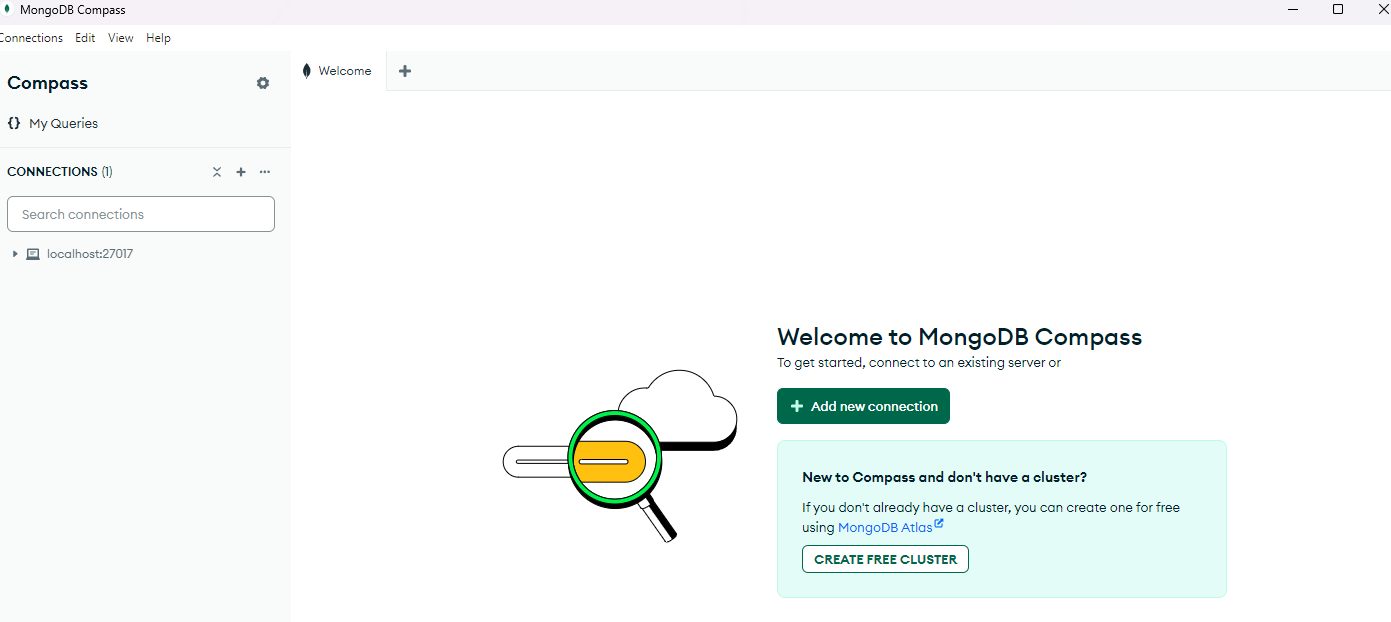 MongoDB Compass
Connections Edit View Help
Compass
Welcome
My Queries
CONNECTIONS (1)
Search connections
localhost:27017
Welcome to MongoDB Compass
To get started, connect to an existing server or
Add new connection
New to Compass and don't have a cluster?
If you don't already have a cluster, you can create one for free
using MongoDB Atlas
CREATE FREE CLUSTER